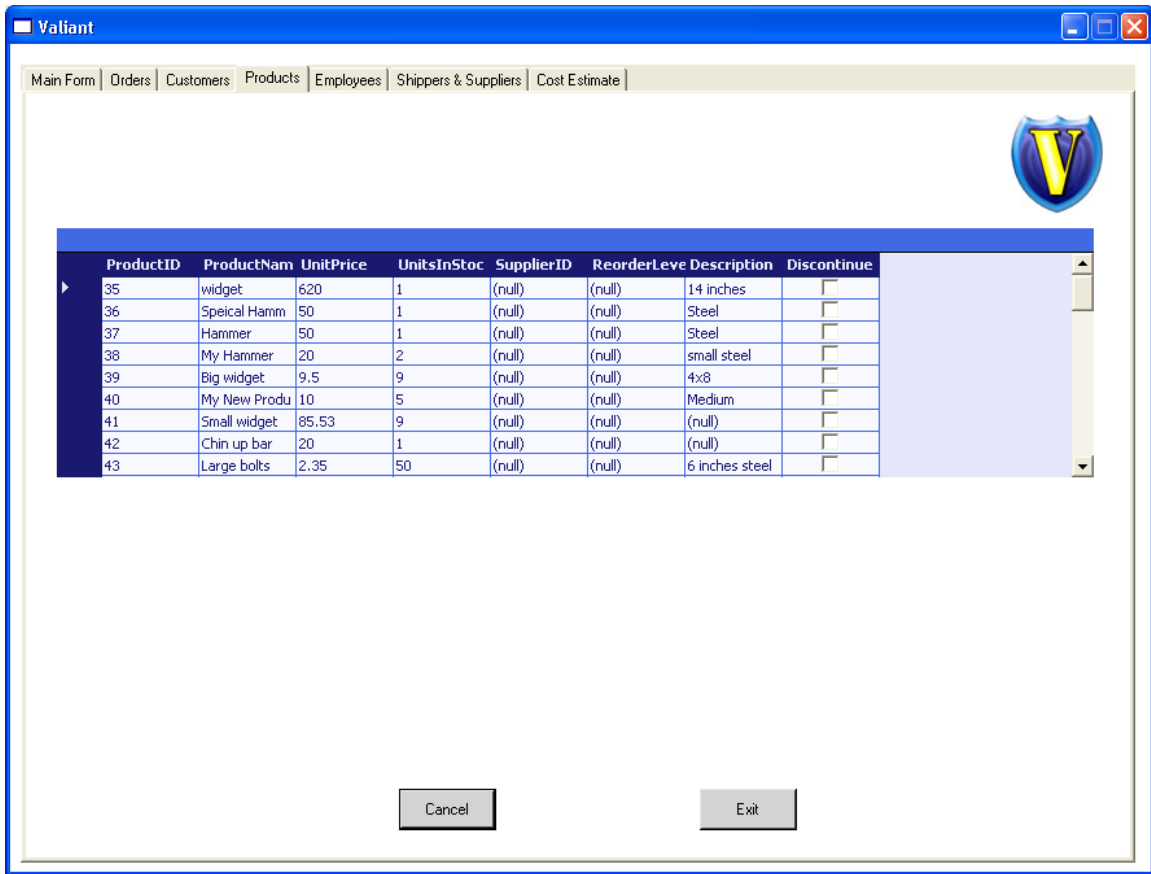 Valiant
Main Form Orders Customers Products Employees Shippers & Suppliers Cost Estimate
V
ProductID ProductNam UnitPrice UnitsInStoc SupplierID ReorderLeve Description Discontinue
35 widget 620 1 (null) (null) 14 inches
36 Speical Hamm 50 1 (null) (null) Steel
37 Hammer 50 1 (null) (null) Steel
38 My Hammer 20 2 (null) (null) small steel
39 Big widget 9.5 9 (null) (null) 4x8
40 My New Produ 10 5 (null) (null) Medium
41 Small widget 85.53 9 (null) (null) (null)
42 Chin up bar 20 1 (null) (null) (null)
43 Large bolts 2.35 50 (null) (null) 6 inches steel
Cancel Exit